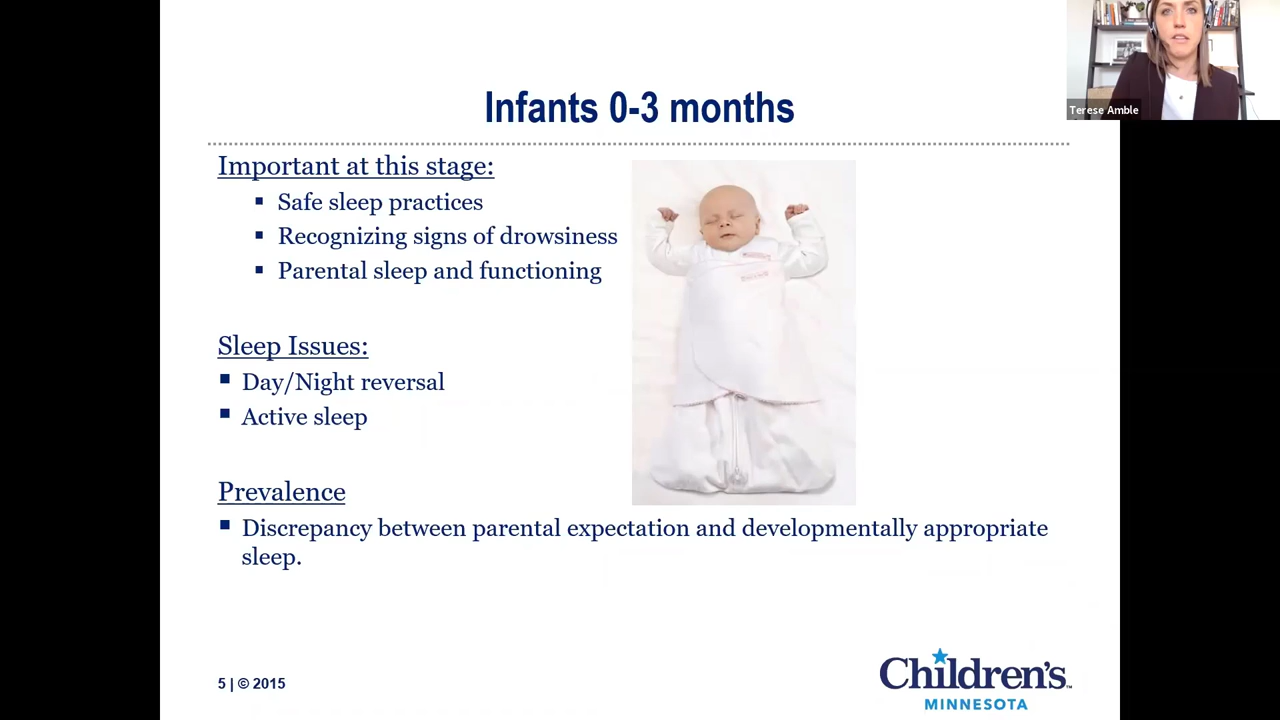 Terese Amble
Infants 0-3 months
Important at this stage:
▪ Safe sleep practices
▪ Recognizing signs of drowsiness
▪ Parental sleep and functioning
Sleep Issues:
▪ Day/Night reversal
▪ Active sleep
Prevalence
▪ Discrepancy between parental expectation and developmentally appropriate
sleep.
5 | © 2015
Children's™
MINNESOTA